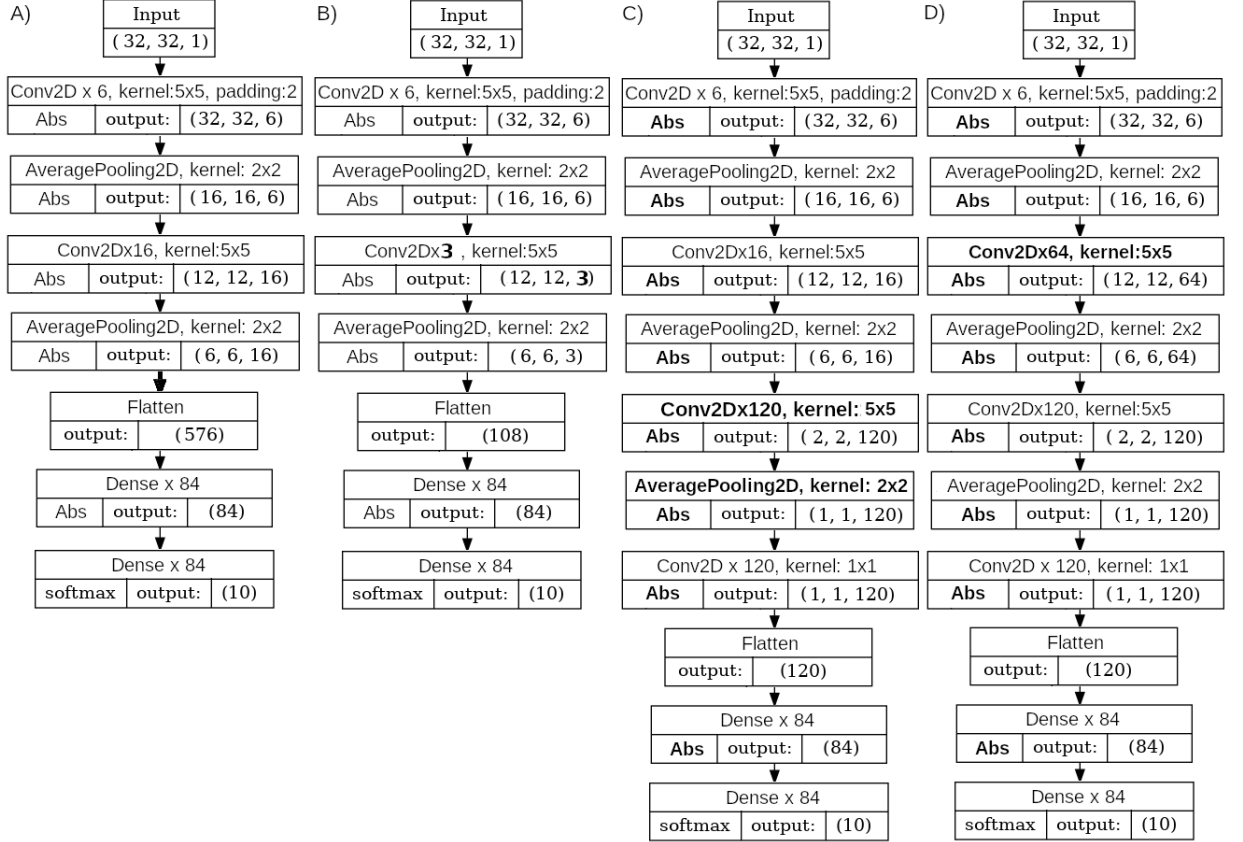 A)
Input
(32, 32, 1)
Conv2D x 6, kernel:5x5, padding:2
Abs output: (32, 32, 6)
AveragePooling2D, kernel: 2x2
Abs output: (16, 16, 6)
Conv2Dx16, kernel:5x5
Abs output: (12, 12, 16)
AveragePooling2D, kernel: 2x2
Abs output: (6, 6, 16)
Flatten
output: (576)
Dense x 84
Abs output: (84)
Dense x 84
softmax output: (10)
B)
Input
(32, 32, 1)
Conv2D x 6, kernel:5x5, padding:2
Abs output: (32, 32, 6)
AveragePooling2D, kernel: 2x2
Abs output: (16, 16, 6)
Conv2Dx3 , kernel:5x5
Abs output: (12, 12, 3)
AveragePooling2D, kernel: 2x2
Abs output: (6, 6, 3)
Flatten
output: (108)
Dense x 84
Abs output: (84)
Dense x 84
softmax output: (10)
C)
Input
(32, 32, 1)
Conv2D x 6, kernel:5x5, padding:2
Abs output: (32, 32, 6)
AveragePooling2D, kernel: 2x2
Abs output: (16, 16, 6)
Conv2Dx16, kernel:5x5
Abs output: (12, 12, 16)
AveragePooling2D, kernel: 2x2
Abs output: (6, 6, 16)
Conv2Dx120, kernel: 5x5
Abs output: (2, 2, 120)
AveragePooling2D, kernel: 2x2
Abs output: (1, 1, 120)
Conv2D x 120, kernel: 1x1
Abs output: (1, 1, 120)
Flatten
output: (120)
Dense x 84
Abs output: (84)
Dense x 84
softmax output: (10)
D)
Input
(32, 32, 1)
Conv2D x 6, kernel:5x5, padding:2
Abs output: (32, 32, 6)
AveragePooling2D, kernel: 2x2
Abs output: (16, 16, 6)
Conv2Dx64, kernel:5x5
Abs output: (12, 12, 64)
AveragePooling2D, kernel: 2x2
Abs output: (6, 6, 64)
Conv2Dx120, kernel:5x5
Abs output: (2, 2, 120)
AveragePooling2D, kernel: 2x2
Abs output: (1, 1, 120)
Conv2D x 120, kernel: 1x1
Abs output: (1, 1, 120)
Flatten
output: (120)
Dense x 84
Abs output: (84)
Dense x 84
softmax output: (10)